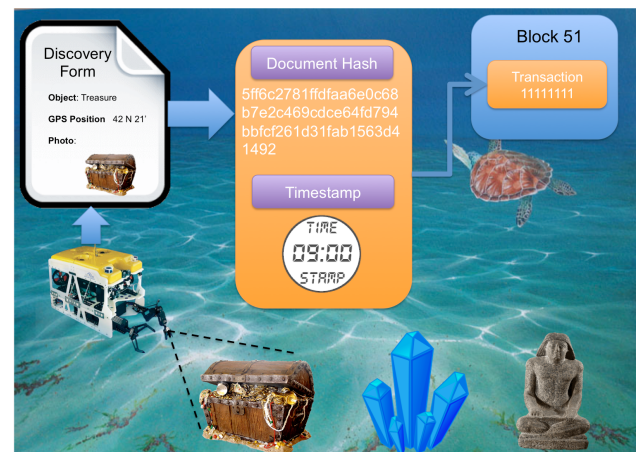 Discovery
Form
Object: Treasure
GPS Position 42 N 21'
Photo:
Document Hash
5ff6c2781ffdfaa6e0c68
b7e2c469cdce64fd794
bbfcf261d31fab1563d4
1492
Timestamp
TIME
09:00
STAMP
Block 51
Transaction
11111111